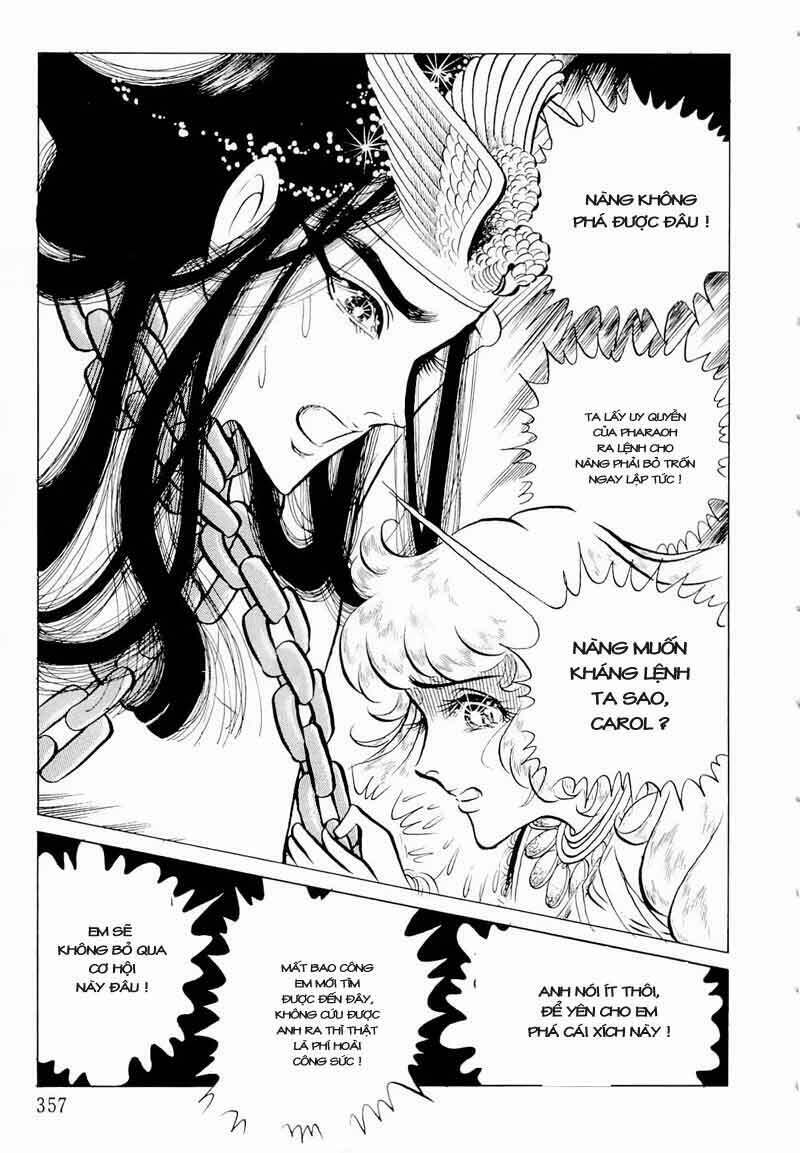 NÀNG KHÔNG
PHÁ ĐƯỢC ĐÂU !
TA LẤY UY QUYỂN
CỦA PHARAOH
RA LỆNH CHO
NÀNG PHẢI BỎ TRỐN
NGAY LẬP TỨC !
NÀNG MUỐN
KHÁNG LỆNH
TA SAO,
CAROL ?
ANH NÓI ÍT THÔI,
ĐỂ YÊN CHO EM
PHÁ CÁI XÍCH NÀY !
MẤT BAO CÔNG
EM MỚI TÌM
ĐƯỢC ĐẾN ĐÂY,
KHÔNG CỨU ĐƯỢC
ANH RA THÌ THẬT
LÀ PHÍ HOÀI
CÔNG SỨC !
EM SẼ
KHÔNG BỎ QUA
CƠ HỘI
NÀY ĐÂU !
357